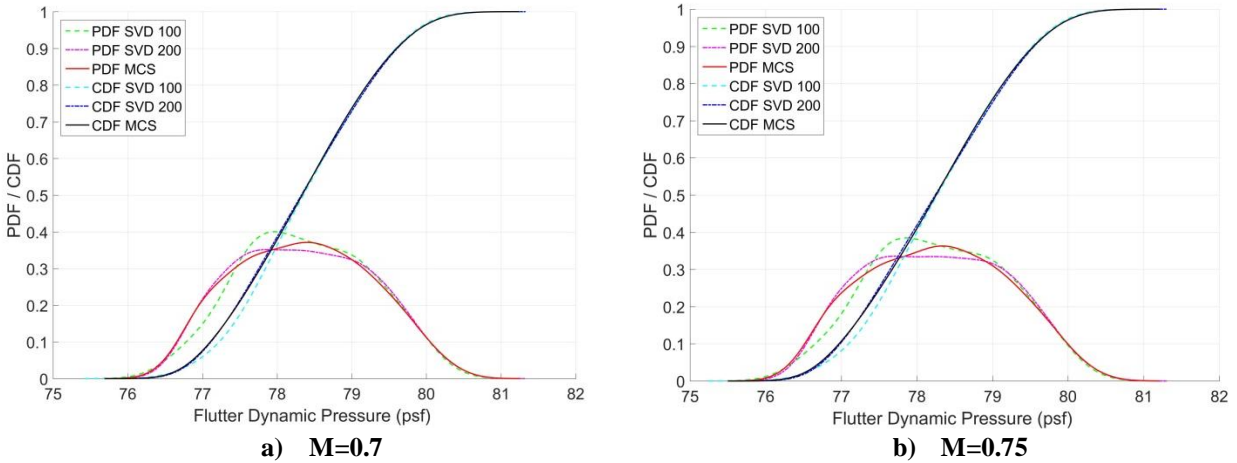 1
0.9
0.8
0.7
0.6
0.5
0.4
0.3
0.2
0.1
0
PDF / CDF
PDF SVD 100
PDF SVD 200
PDF MCS
CDF SVD 100
CDF SVD 200
CDF MCS
75 76 77 78 79 80 81 82
Flutter Dynamic Pressure (psf)
a) M=0.7
1
0.9
0.8
0.7
0.6
0.5
0.4
0.3
0.2
0.1
0
PDF / CDF
PDF SVD 100
PDF SVD 200
PDF MCS
CDF SVD 100
CDF SVD 200
CDF MCS
75 76 77 78 79 80 81 82
Flutter Dynamic Pressure (psf)
b) M=0.75